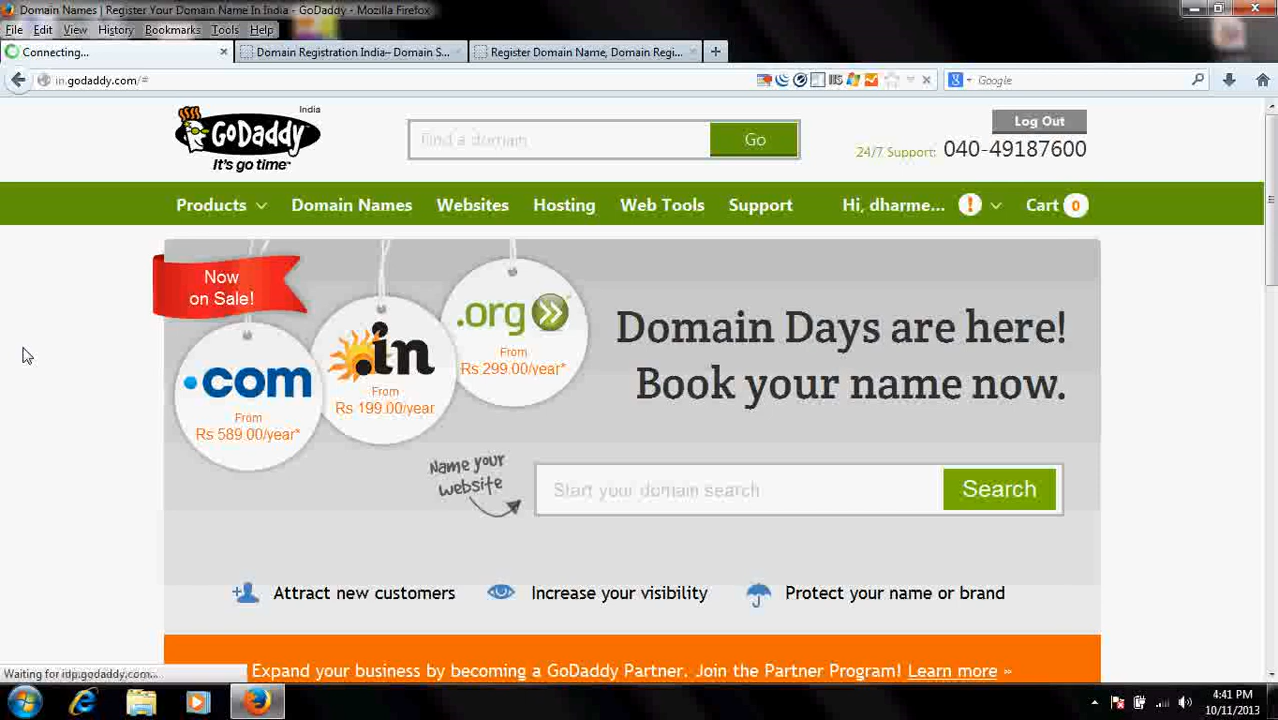 Domain Names | Register Your Domain Name In India - GoDaddy - Mozilla Firefox
File Edit View History Bookmarks Tools Help
Connecting... Domain Registration India– Domain S... Register Domain Name, Domain Regi...
in.godaddy.com/# Google
India
GoDaddy
It's go time™
Find a domain Go
Log Out
24/7 Support: 040-49187600
Products Domain Names Websites Hosting Web Tools Support Hi, dharme... ! Cart 0
Now
on Sale!
.com
From
Rs 589.00/year*
.in
From
Rs 199.00/year
.org
From
Rs 299.00/year*
Domain Days are here!
Book your name now.
Name your
website
Start your domain search Search
Attract new customers Increase your visibility Protect your name or brand
Expand your business by becoming a GoDaddy Partner. Join the Partner Program! Learn more »
Waiting for idp.godaddy.com...
4:41 PM
10/11/2013